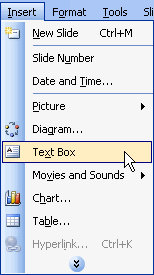 Insert Format Tools Sli
New Slide Ctrl+M
Slide Number
Date and Time...
Picture
Diagram...
Text Box
Movies and Sounds
Chart...
Table...
Hyperlink... Ctrl+K